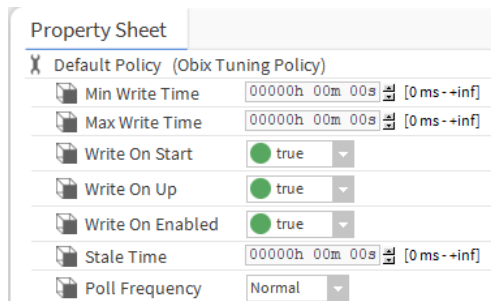 Property Sheet
Default Policy (Obix Tuning Policy)
Min Write Time 00000h 00m 00s [0 ms - +inf]
Max Write Time 00000h 00m 00s [0 ms - +inf]
Write On Start true
Write On Up true
Write On Enabled true
Stale Time 00000h 00m 00s [0 ms - +inf]
Poll Frequency Normal